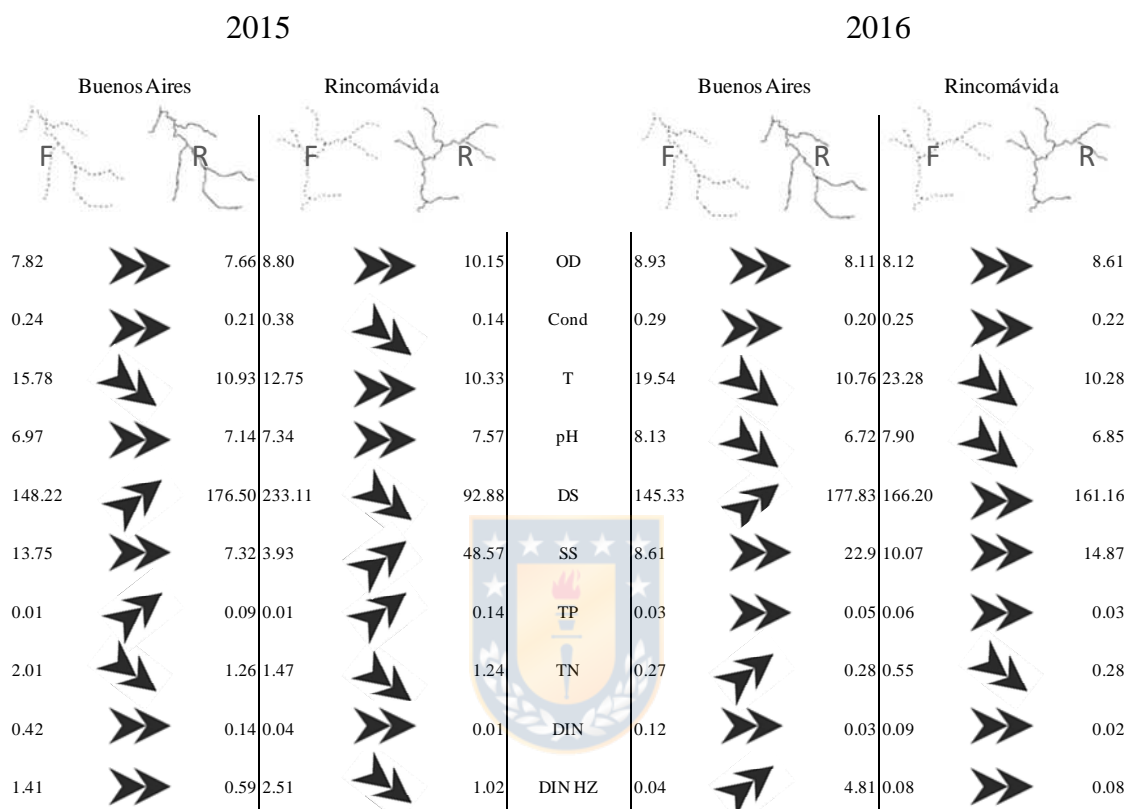 2015 2016
Buenos Aires Rincomávida Buenos Aires Rincomávida
F R F R F R F R
7.82 7.66 8.80 10.15 OD 8.93 8.11 8.12 8.61
0.24 0.21 0.38 0.14 Cond 0.29 0.20 0.25 0.22
15.78 10.93 12.75 10.33 T 19.54 10.76 23.28 10.28
6.97 7.14 7.34 7.57 pH 8.13 6.72 7.90 6.85
148.22 176.50 233.11 92.88 DS 145.33 177.83 166.20 161.16
13.75 7.32 3.93 48.57 SS 8.61 22.9 10.07 14.87
0.01 0.09 0.01 0.14 TP 0.03 0.05 0.06 0.03
2.01 1.26 1.47 1.24 TN 0.27 0.28 0.55 0.28
0.42 0.14 0.04 0.01 DIN 0.12 0.03 0.09 0.02
1.41 0.59 2.51 1.02 DIN HZ 0.04 4.81 0.08 0.08